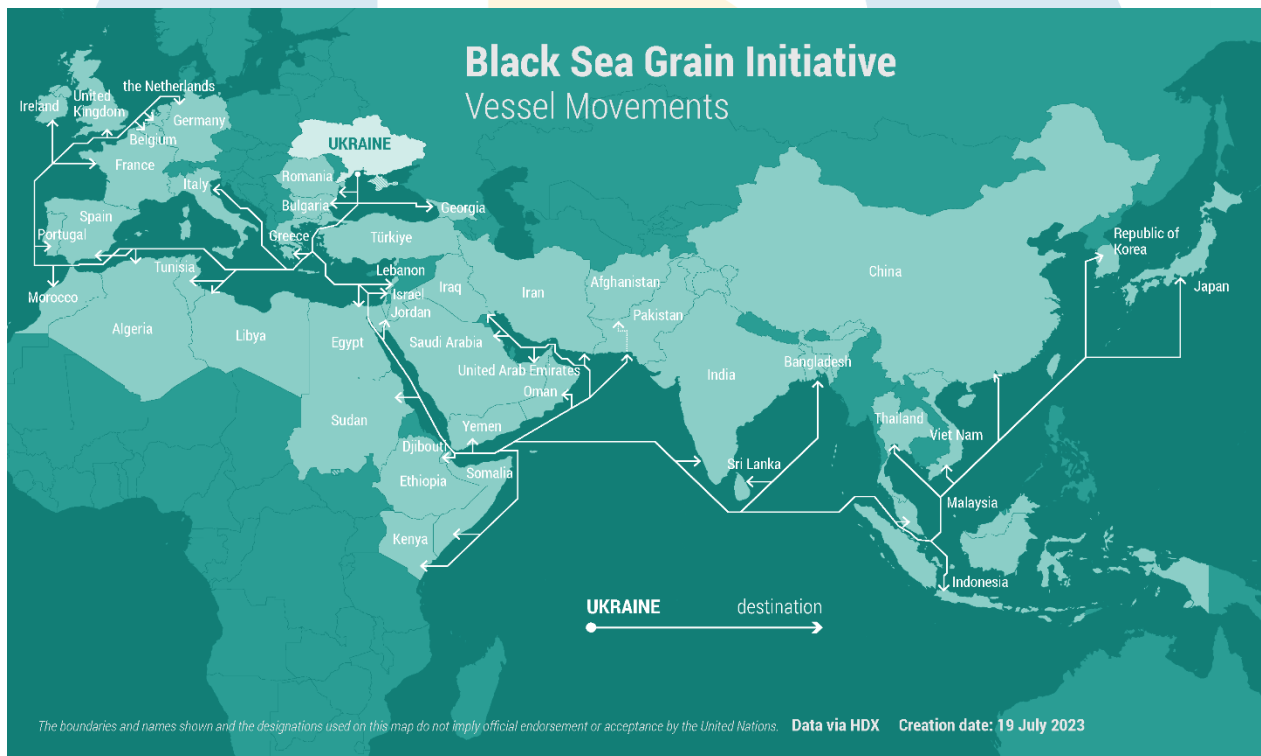 Black Sea Grain Initiative
Vessel Movements
the Netherlands
Ireland
United
Kingdom
Germany
Belgium
France
UKRAINE
Romania
Italy
Bulgaria
Georgia
Spain
Portugal
Greece
Türkiye
Republic of
Korea
China
Japan
Tunisia
Lebanon
Iraq
Iran
Afghanistan
Morocco
Israel
Jordan
Pakistan
Algeria
Libya
Egypt
Saudi Arabia
Bangladesh
United Arab Emirates
India
Oman
Sudan
Yemen
Thailand
Viet Nam
Djibouti
Somalia
Sri Lanka
Ethiopia
Malaysia
Kenya
Indonesia
UKRAINE destination
The boundaries and names shown and the designations used on this map do not imply official endorsement or acceptance by the United Nations. Data via HDX Creation date: 19 July 2023